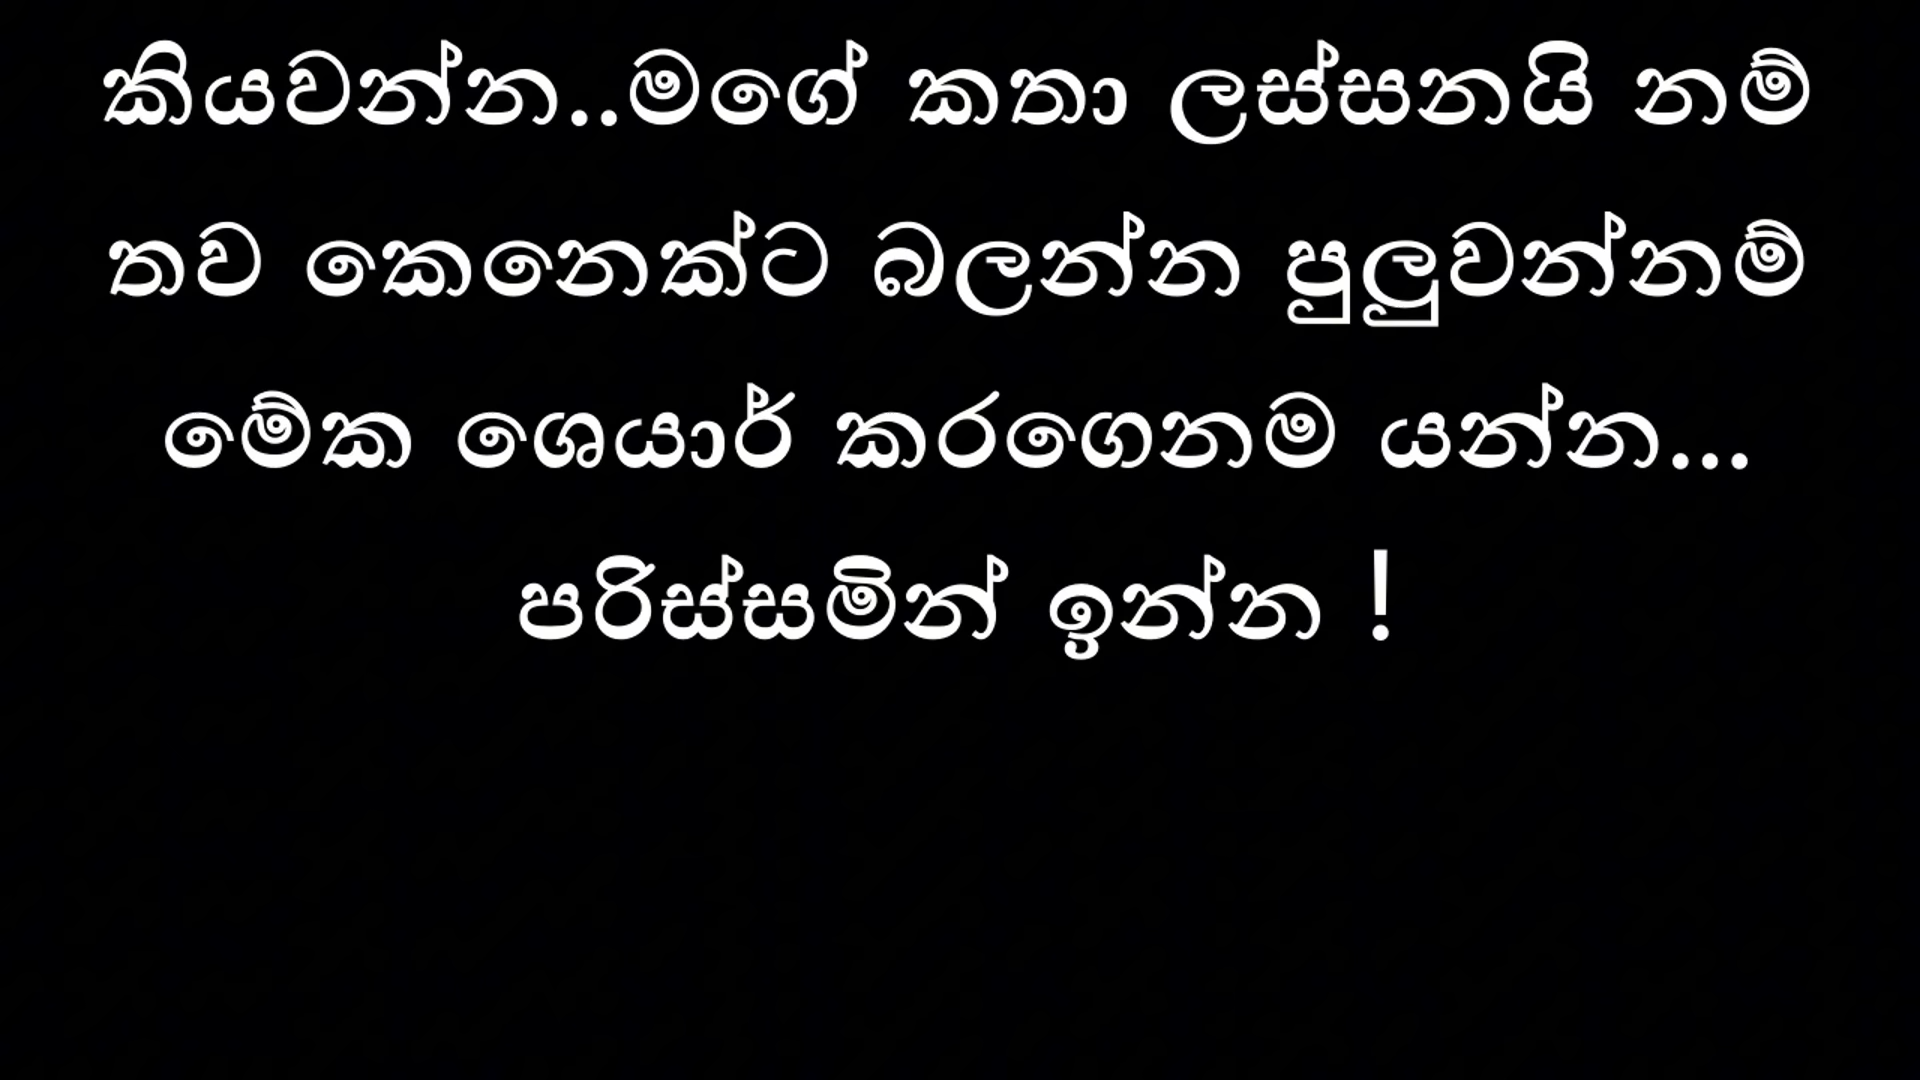 කියවන්න..මගේ කතා ලස්සනයි නම්
තව කෙනෙක්ට බලන්න පුලුවන්නම්
මේක ශෙයාර් කරගෙනම යන්න...
පරිස්සමින් ඉන්න !